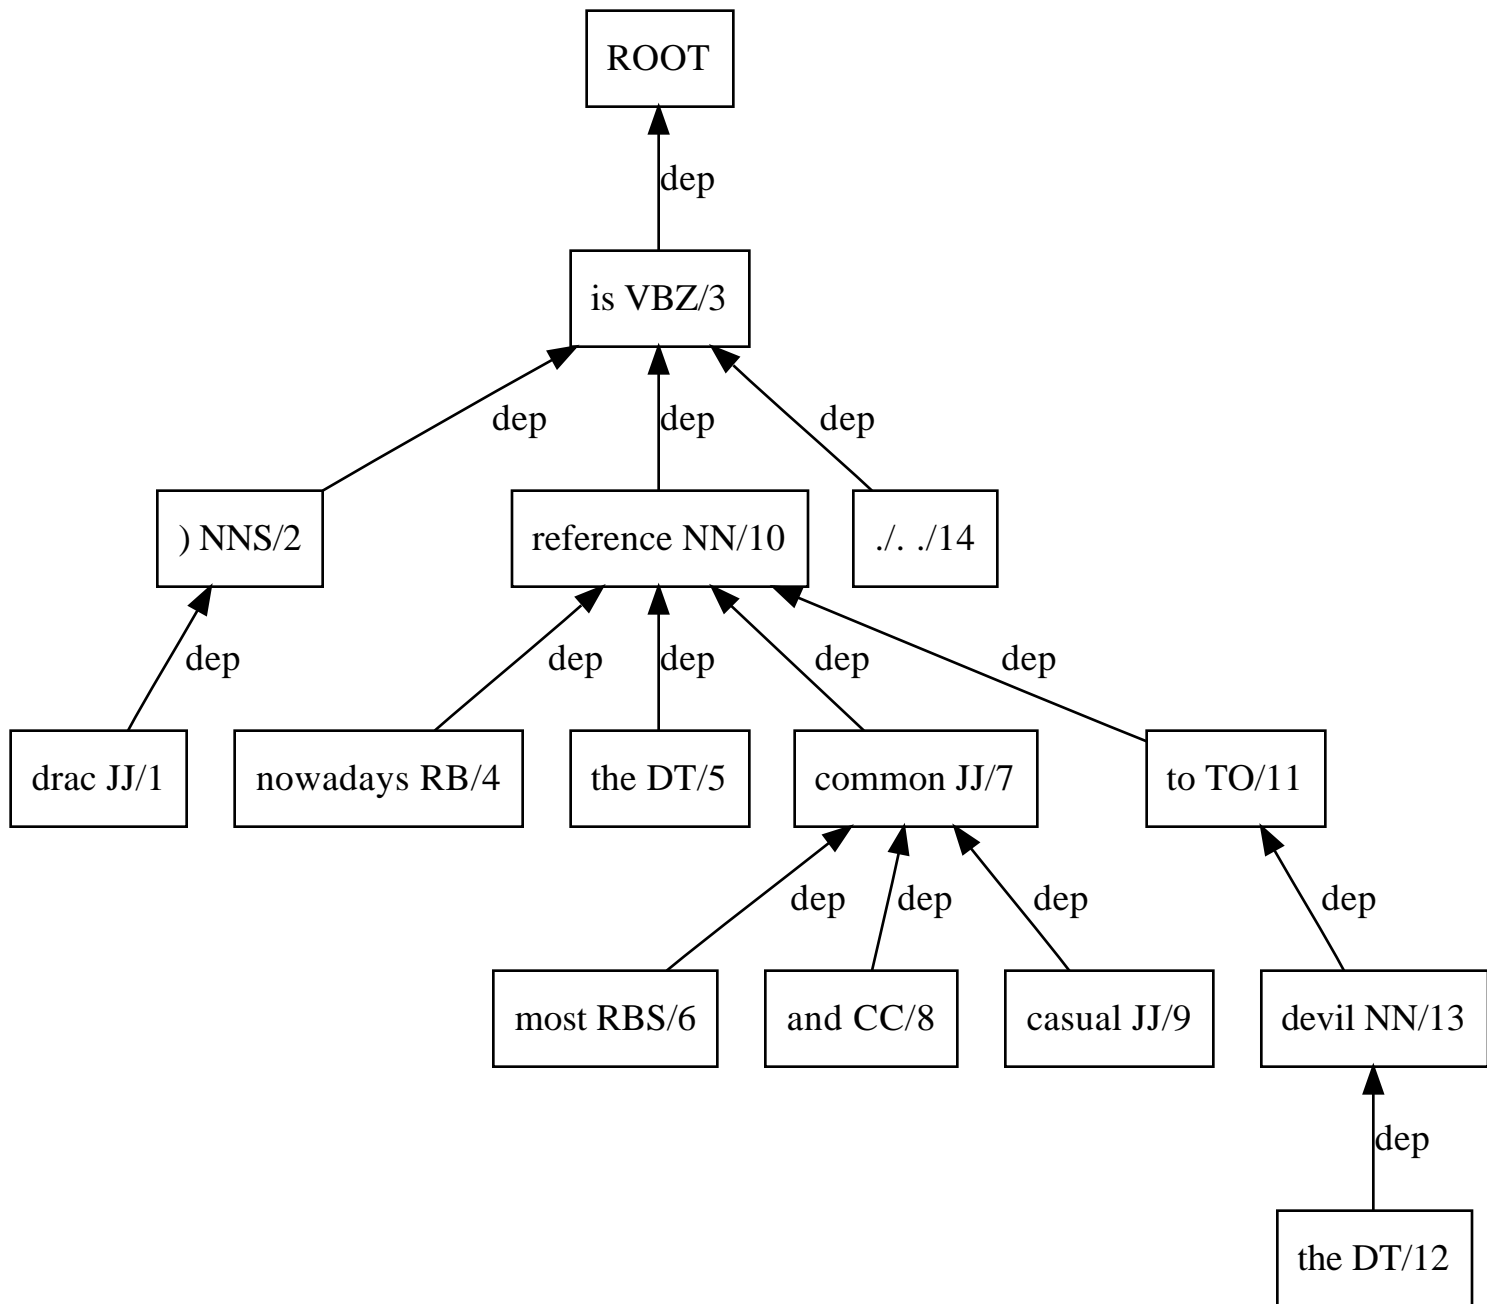 ROOT
dep
is VBZ/3
dep dep dep
) NNS/2 reference NN/10 ./. ./14
dep dep dep dep dep
drac JJ/1 nowadays RB/4 the DT/5 common JJ/7 to TO/11
dep dep dep dep
most RBS/6 and CC/8 casual JJ/9 devil NN/13
dep
the DT/12